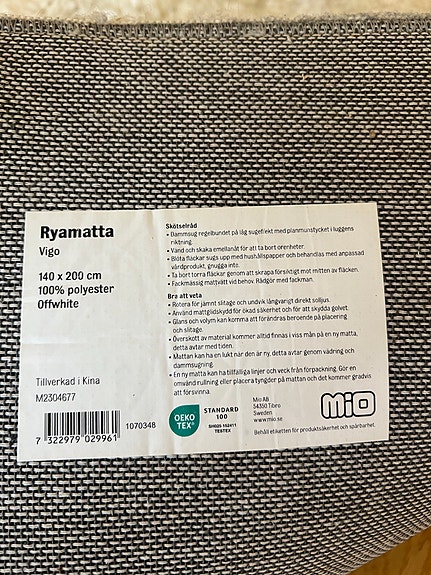 Ryamatta
Vigo
140 x 200 cm
100% polyester
Offwhite
Tillverkad i Kina
M2304677
7 322979 029961
1070348
Skötselråd
• Dammsug regelbundet på låg sugeffekt med planmunstycket i luggens
riktning.
• Vänd och skaka emellanåt för att ta bort orenheter.
• Blöta fläckar sugs upp med hushållspapper och behandlas med anpassad
vårdprodukt, gnugga inte.
• Ta bort torra fläckar genom att skrapa försiktigt mot mitten av fläcken.
• Fackmässig mattvätt vid behov. Rådgör med fackman.
Bra att veta
• Rotera för jämnt slitage och undvik långvarigt direkt solljus.
• Använd mattglidskydd för ökad säkerhet och för att skydda golvet.
• Glans och volym kan komma att förändras beroende på placering
och slitage.
• Överskott av material kommer alltid finnas i viss mån på en ny matta,
detta avtar med tiden.
• Mattan kan ha en lukt när den är ny, detta avtar genom vädring och
dammsugning.
• En ny matta kan ha tillfälliga linjer och veck från förpackning. Gör en
omvänd rullning eller placera tyngder på mattan och det kommer gradvis
att försvinna.
OEKO
TEX®
STANDARD
100
SH025 152411
TESTEX
Mio AB
54350 Tibro
Sweden
www.mio.se
MIO
Behåll etiketten för produktsäkerhet och spårbarhet.